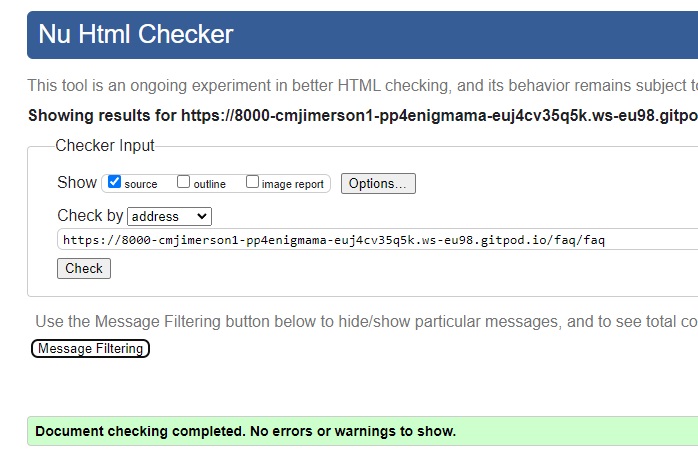 Nu Html Checker
This tool is an ongoing experiment in better HTML checking, and its behavior remains subject t
Showing results for https://8000-cmjimerson1-pp4enigmama-euj4cv35q5k.ws-eu98.gitpo
Checker Input
Show source outline image report Options...
Check by address
https://8000-cmjimerson1-pp4enigmama-euj4cv35q5k.ws-eu98.gitpod.io/faq/faq
Check
Use the Message Filtering button below to hide/show particular messages, and to see total co
Message Filtering
Document checking completed. No errors or warnings to show.